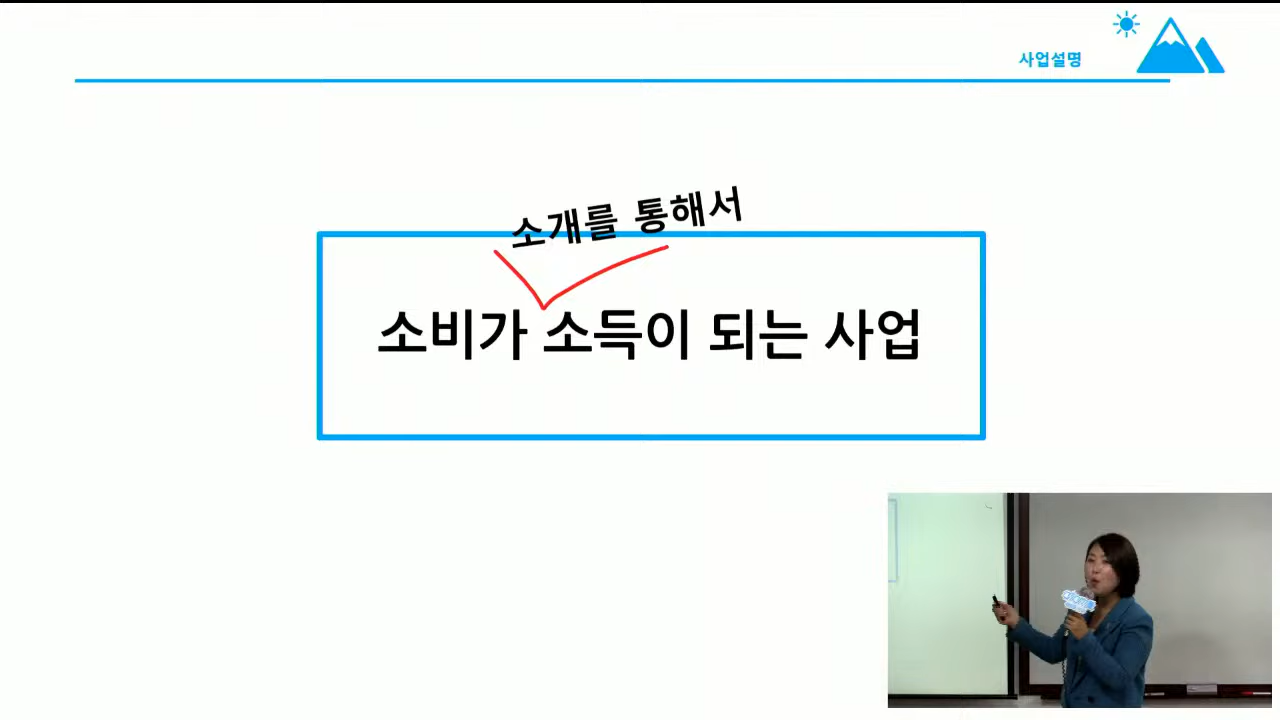 사업설명
소개를 통해서
소비가 소득이 되는 사업